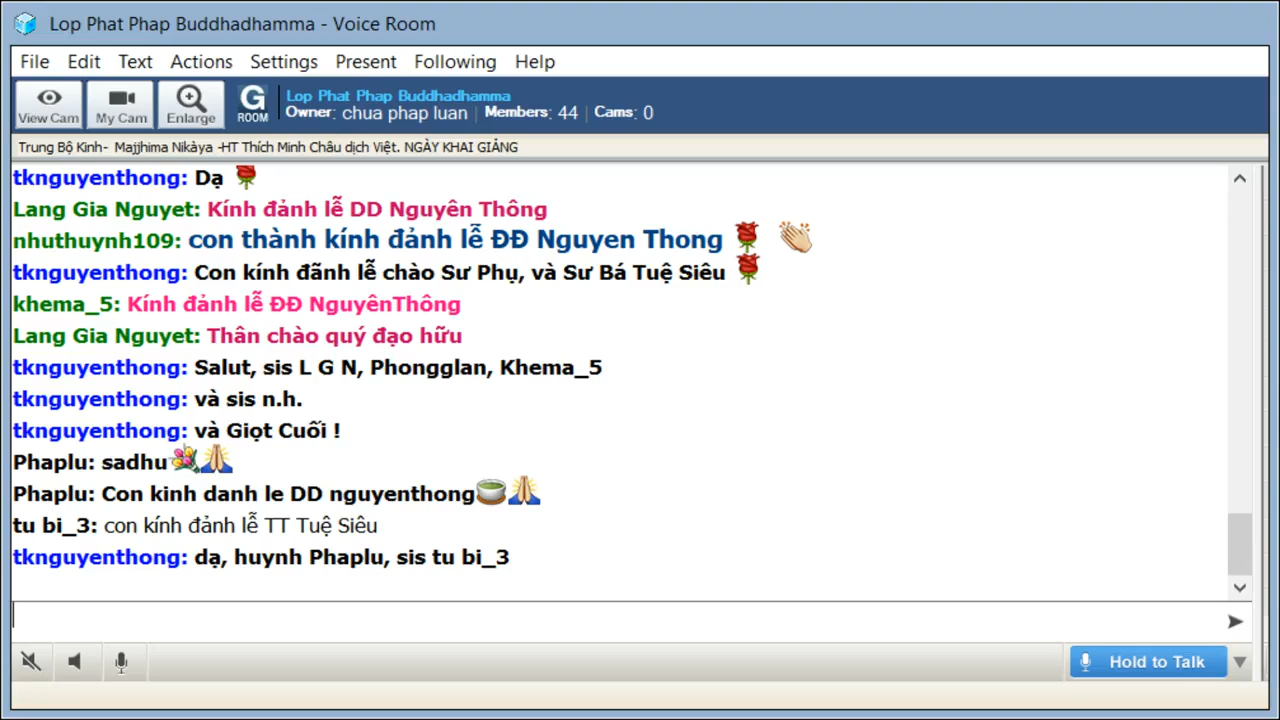 Lop Phat Phap Buddhadhamma - Voice Room
File Edit Text Actions Settings Present Following Help
View Cam My Cam Enlarge G ROOM Lop Phat Phap Buddhadhamma
Owner: chua phap luan | Members: 44 | Cams: 0
Trung Bộ Kinh- Majjhima Nikàya -HT Thích Minh Châu dịch Việt. NGÀY KHAI GIẢNG
tknguyenthong: Dạ 🌹
Lang Gia Nguyet: Kính đảnh lễ DD Nguyên Thông
nhuthuynh109: con thành kính đảnh lễ ĐĐ Nguyen Thong 🌹 👏
tknguyenthong: Con kính đãnh lễ chào Sư Phụ, và Sư Bá Tuệ Siêu 🌹
khema_5: Kính đảnh lễ ĐĐ NguyênThông
Lang Gia Nguyet: Thân chào quý đạo hữu
tknguyenthong: Salut, sis L G N, Phongglan, Khema_5
tknguyenthong: và sis n.h.
tknguyenthong: và Giọt Cuối !
Phaplu: sadhu💐🙏
Phaplu: Con kinh danh le DD nguyenthong🍵🙏
tu bi_3: con kính đảnh lễ TT Tuệ Siêu
tknguyenthong: dạ, huynh Phaplu, sis tu bi_3
Hold to Talk